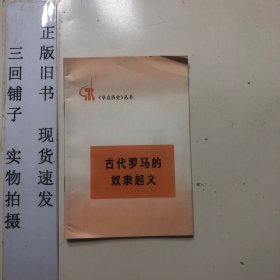 正版旧书 现货速发
三回铺子 实物拍摄
《学点历史》丛书
古代罗马的
奴隶起义